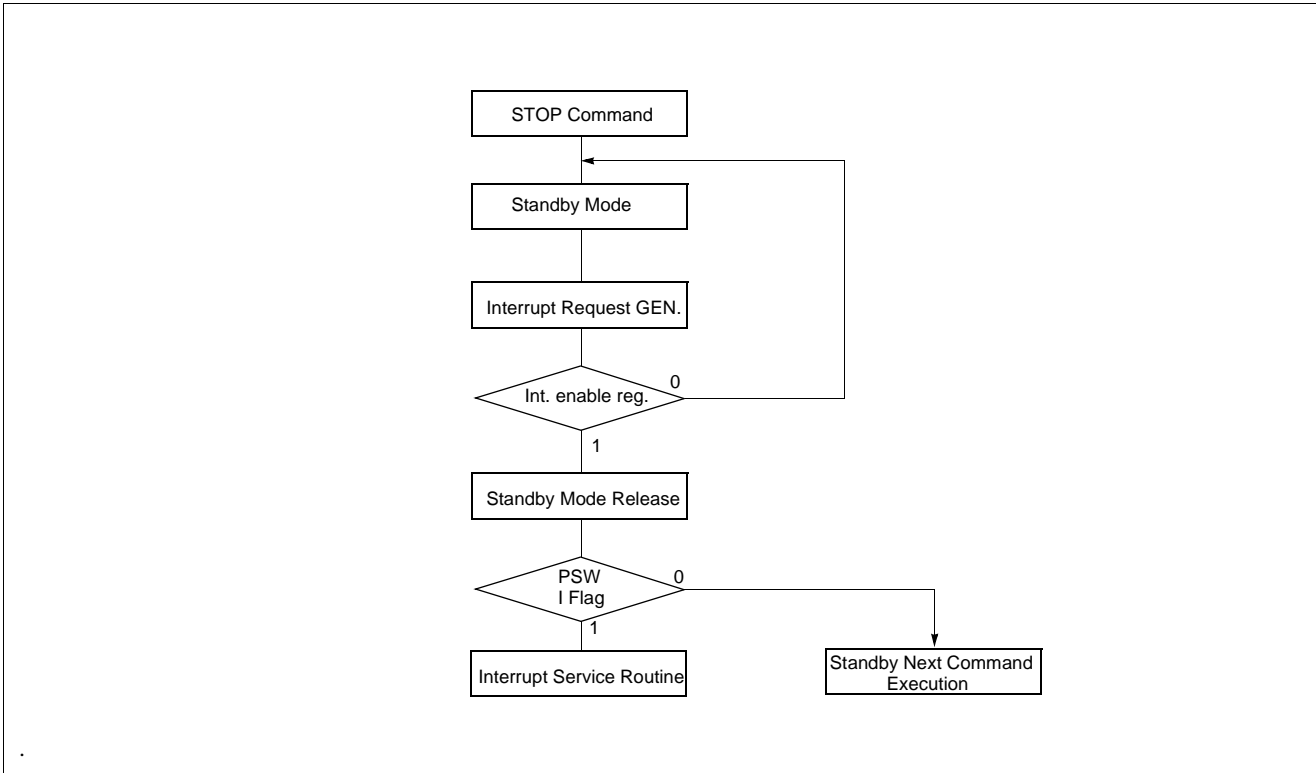 STOP Command
Standby Mode
Interrupt Request GEN.
Int. enable reg.
0
1
Standby Mode Release
PSW
I Flag
0
1
Interrupt Service Routine
Standby Next Command
Execution
.